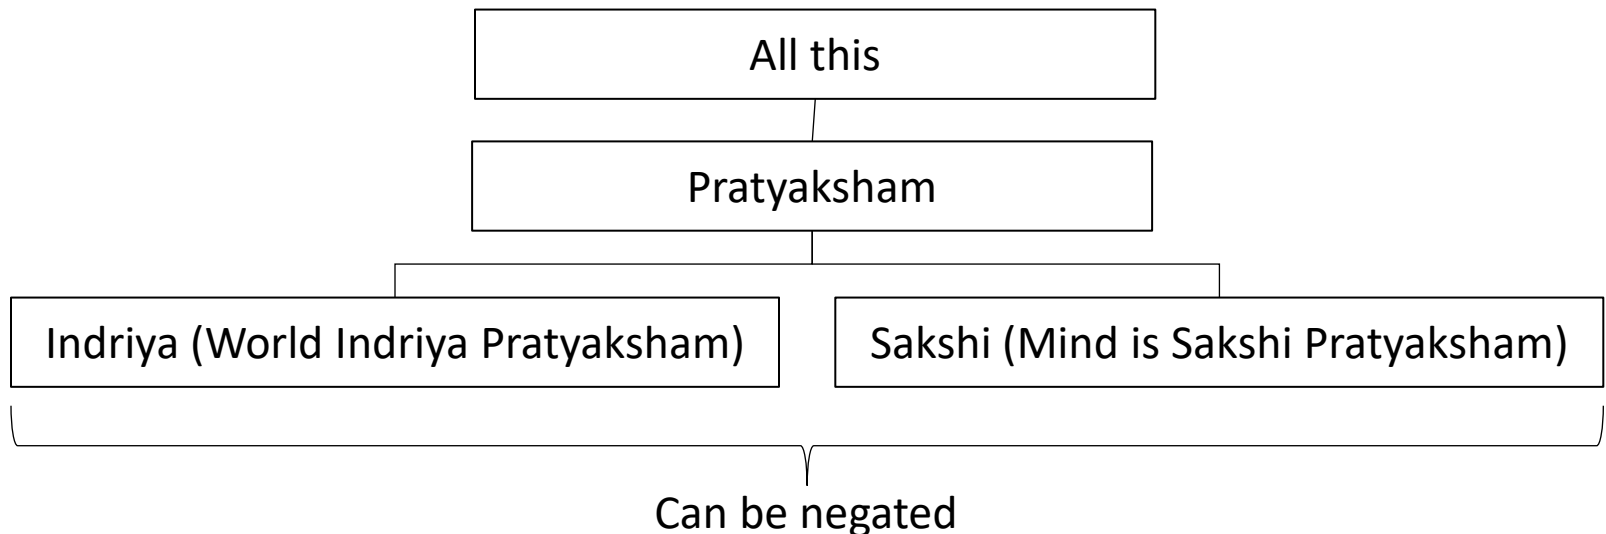 All this
Pratyaksham
Indriya (World Indriya Pratyaksham)
Sakshi (Mind is Sakshi Pratyaksham)
Can be negated